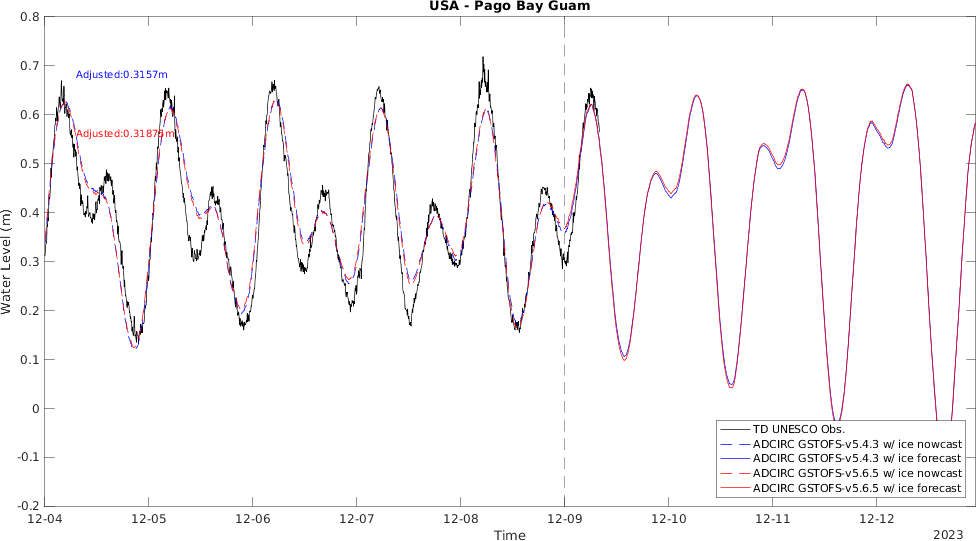 USA - Pago Bay Guam
0.8
0.7
0.6
0.5
0.4
0.3
0.2
0.1
0
-0.1
-0.2
Water Level (m)
Adjusted:0.3157m
Adjusted:0.31875m
TD UNESCO Obs.
ADCIRC GSTOFS-v5.4.3 w/ ice nowcast
ADCIRC GSTOFS-v5.4.3 w/ ice forecast
ADCIRC GSTOFS-v5.6.5 w/ ice nowcast
ADCIRC GSTOFS-v5.6.5 w/ ice forecast
12-04 12-05 12-06 12-07 12-08 12-09 12-10 12-11 12-12
Time
2023